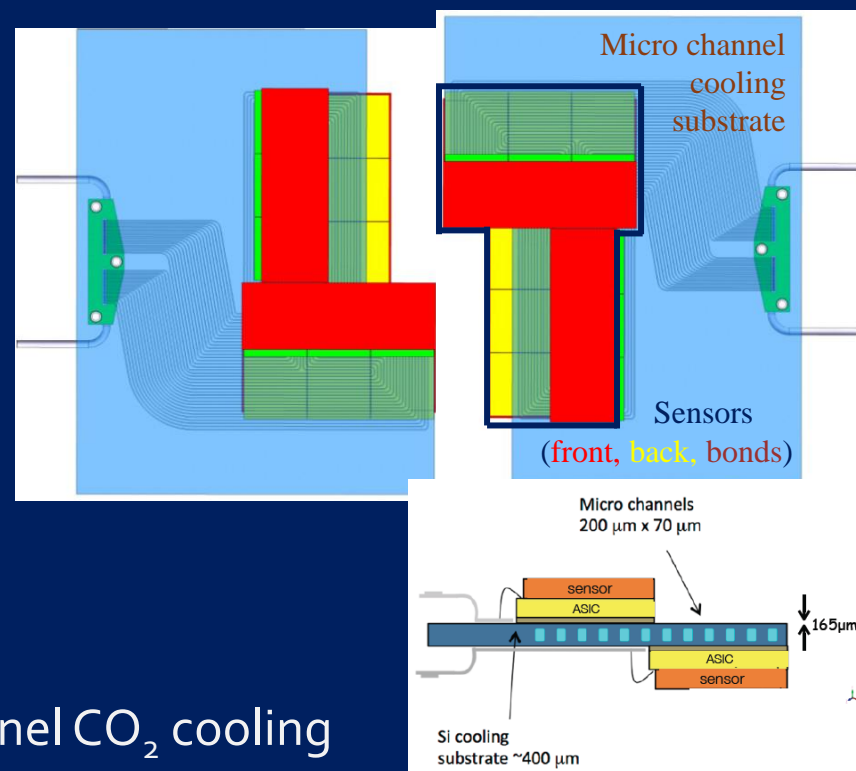 Micro channel
cooling
substrate
Sensors
(front, back, bonds)
Micro channels
200 µm x 70 µm
sensor
ASIC
165µm
ASIC
sensor
Si cooling
substrate ~400 µm
nel CO₂ cooling